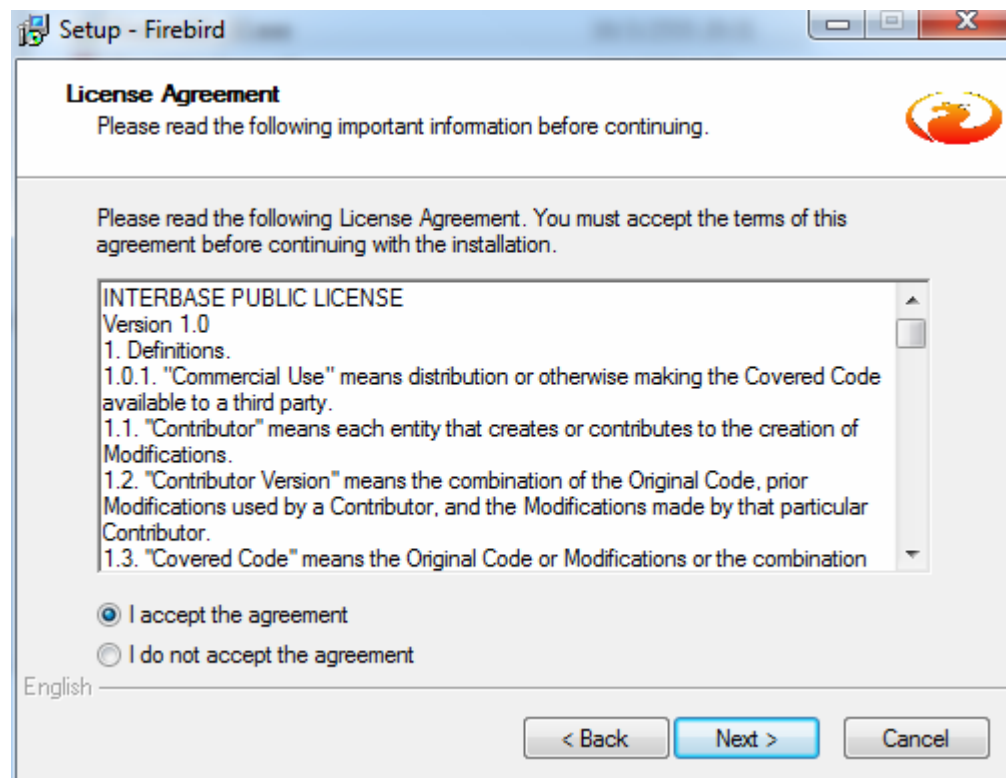 Setup - Firebird
License Agreement
Please read the following important information before continuing.
Please read the following License Agreement. You must accept the terms of this
agreement before continuing with the installation.
INTERBASE PUBLIC LICENSE
Version 1.0
1. Definitions.
1.0.1. "Commercial Use" means distribution or otherwise making the Covered Code
available to a third party.
1.1. "Contributor" means each entity that creates or contributes to the creation of
Modifications.
1.2. "Contributor Version" means the combination of the Original Code, prior
Modifications used by a Contributor, and the Modifications made by that particular
Contributor.
1.3. "Covered Code" means the Original Code or Modifications or the combination
I accept the agreement
I do not accept the agreement
English
< Back Next > Cancel